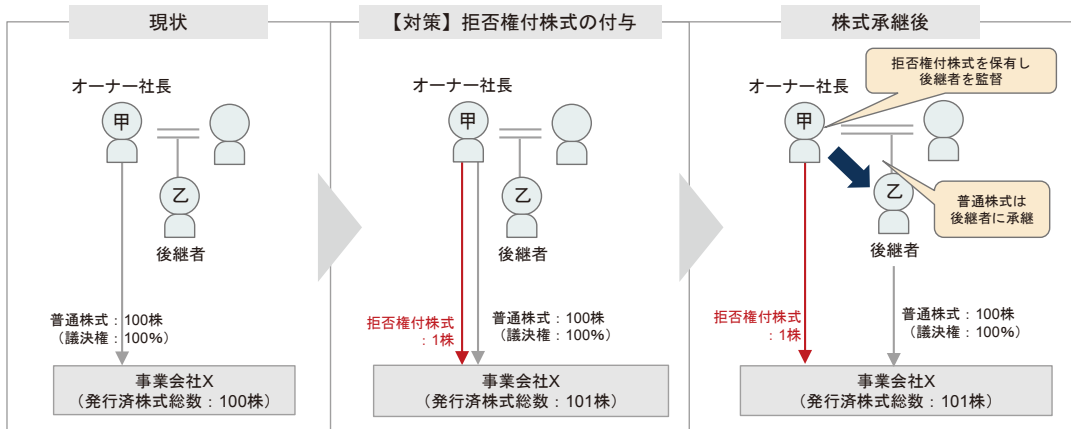 現状
オーナー社長
甲
乙
後継者
普通株式：100株
（議決権：100%）
事業会社X
（発行済株式総数：100株）
【対策】拒否権付株式の付与
オーナー社長
甲
乙
後継者
拒否権付株式
：1株
普通株式：100株
（議決権：100%）
事業会社X
（発行済株式総数：101株）
株式承継後
拒否権付株式を保有し
後継者を監督
オーナー社長
甲
乙
普通株式は
後継者に承継
後継者
拒否権付株式
：1株
普通株式：100株
（議決権：100%）
事業会社X
（発行済株式総数：101株）